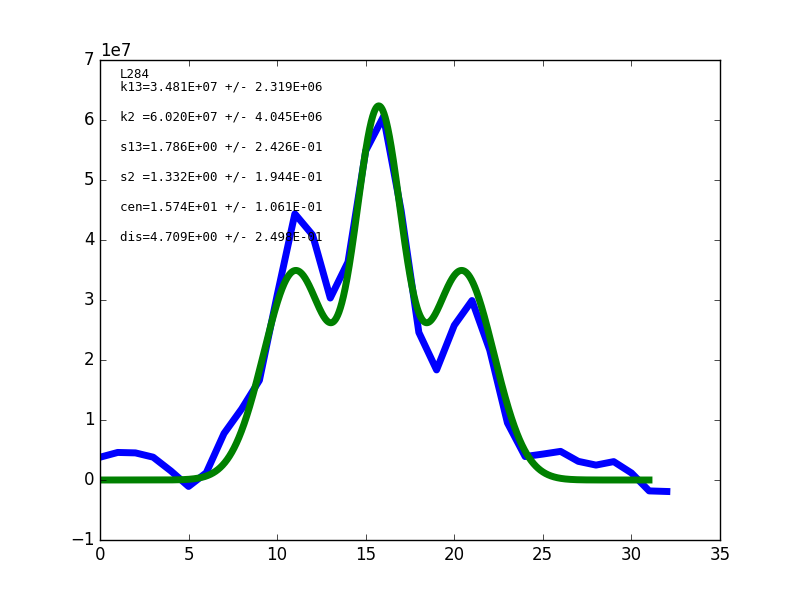 1e7
L284
k13=3.481E+07 +/- 2.319E+06
k2 =6.020E+07 +/- 4.045E+06
s13=1.786E+00 +/- 2.426E-01
s2 =1.332E+00 +/- 1.944E-01
cen=1.574E+01 +/- 1.061E-01
dis=4.709E+00 +/- 2.498E-01
7
6
5
4
3
2
1
0
−1
0 5 10 15 20 25 30 35